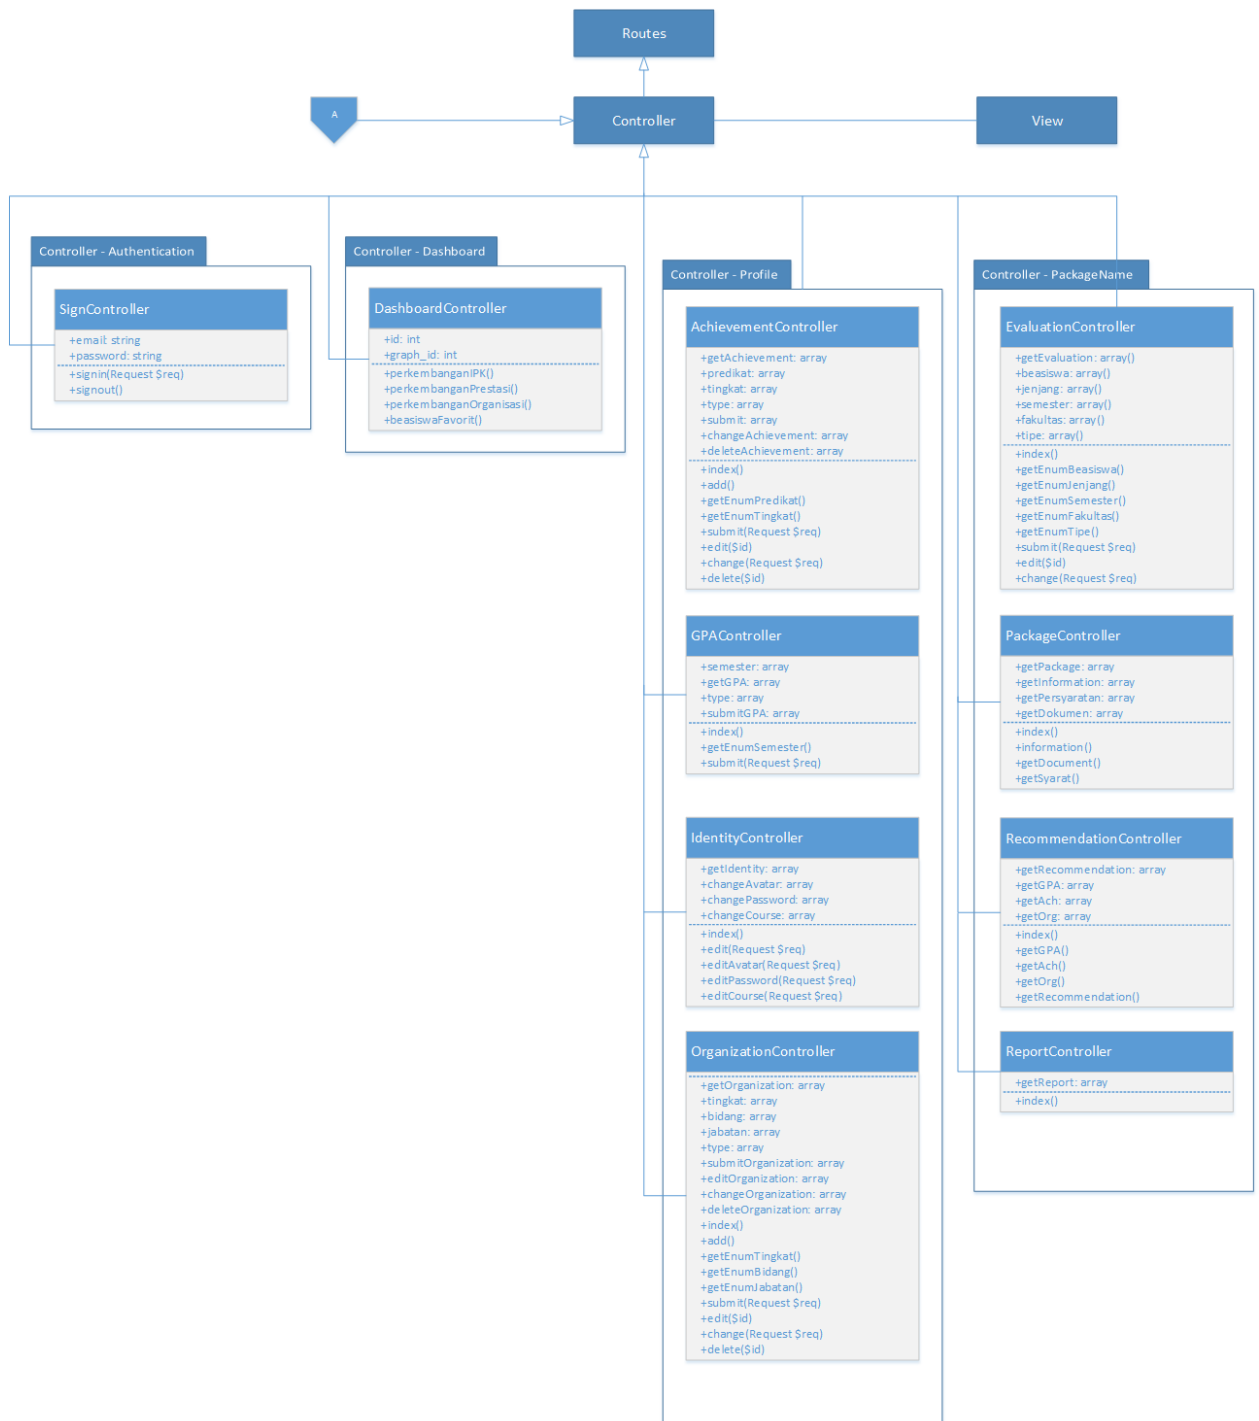 Routes
A
Controller
View
Controller - Authentication
SignController
+email: string
+password: string
+signin(Request $req)
+signout()
Controller - Dashboard
DashboardController
+id: int
+graph_id: int
+perkembanganIPK()
+perkembanganPrestasi()
+perkembanganOrganisasi()
+beasiswaFavorit()
Controller - Profile
AchievementController
+getAchievement: array
+predikat: array
+tingkat: array
+type: array
+submit: array
+changeAchievement: array
+deleteAchievement: array
+index()
+add()
+getEnumPredikat()
+getEnumTingkat()
+submit(Request $req)
+edit($id)
+change(Request $req)
+delete($id)
GPAController
+semester: array
+getGPA: array
+type: array
+submitGPA: array
+index()
+getEnumSemester()
+submit(Request $req)
IdentityController
+getIdentity: array
+changeAvatar: array
+changePassword: array
+changeCourse: array
+index()
+edit(Request $req)
+editAvatar(Request $req)
+editPassword(Request $req)
+editCourse(Request $req)
OrganizationController
+getOrganization: array
+tingkat: array
+bidang: array
+jabatan: array
+type: array
+submitOrganization: array
+editOrganization: array
+changeOrganization: array
+deleteOrganization: array
+index()
+add()
+getEnumTingkat()
+getEnumBidang()
+getEnumJabatan()
+submit(Request $req)
+edit($id)
+change(Request $req)
+delete($id)
Controller - PackageName
EvaluationController
+getEvaluation: array()
+beasiswa: array()
+jenjang: array()
+semester: array()
+fakultas: array()
+tipe: array()
+index()
+getEnumBeasiswa()
+getEnumJenjang()
+getEnumSemester()
+getEnumFakultas()
+getEnumTipe()
+submit(Request $req)
+edit($id)
+change(Request $req)
PackageController
+getPackage: array
+getInformation: array
+getPersyaratan: array
+getDokumen: array
+index()
+information()
+getDocument()
+getSyarat()
RecommendationController
+getRecommendation: array
+getGPA: array
+getAch: array
+getOrg: array
+index()
+getGPA()
+getAch()
+getOrg()
+getRecommendation()
ReportController
+getReport: array
+index()